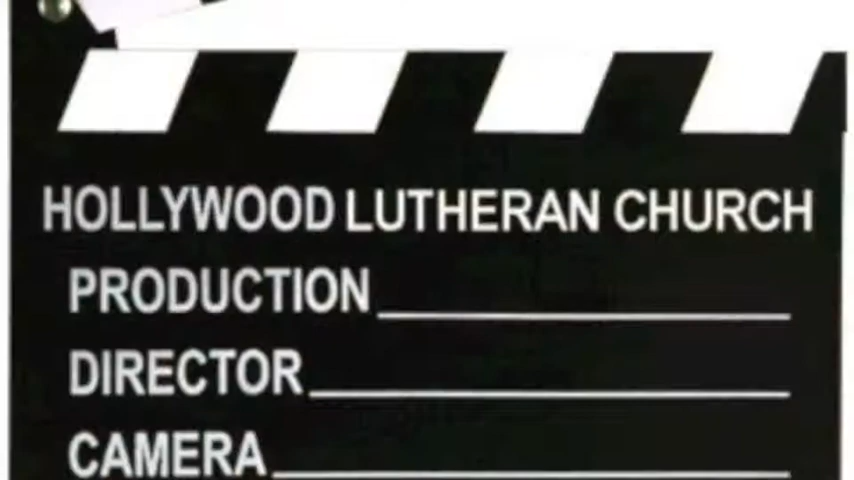 HOLLYWOOD LUTHERAN CHURCH
PRODUCTION
DIRECTOR
CAMERA